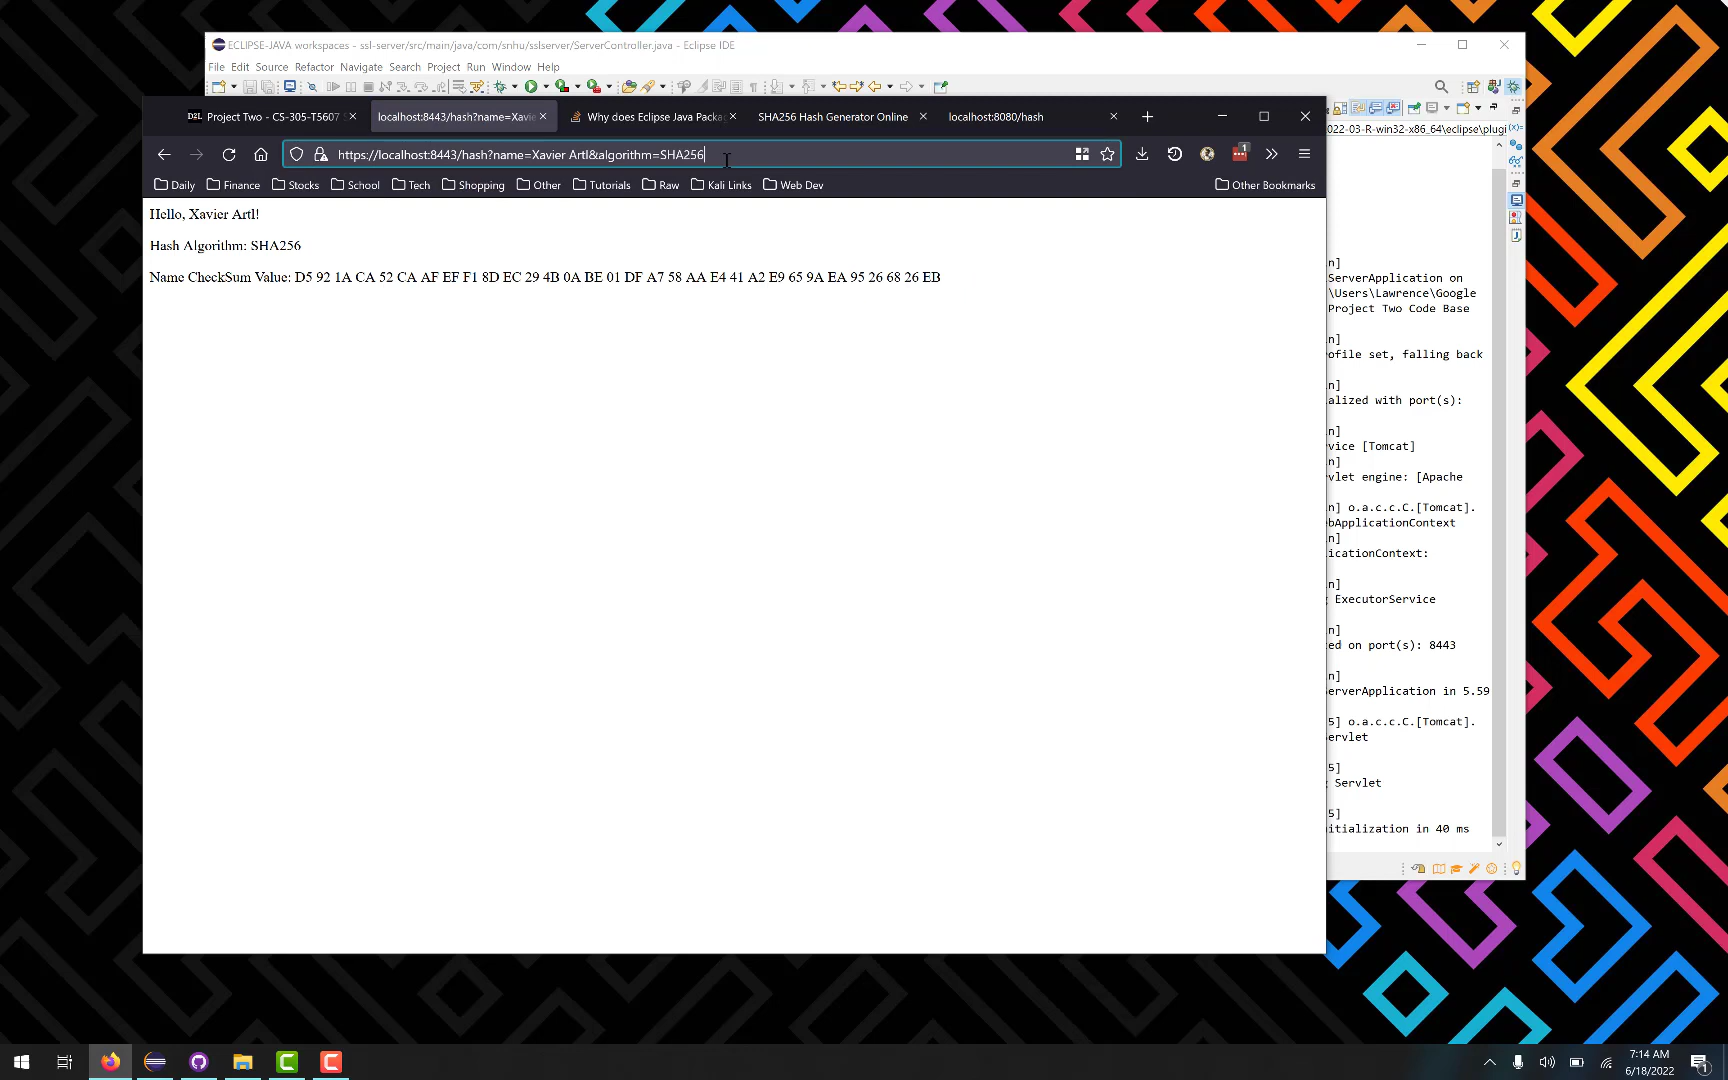 ECLIPSE-JAVA workspaces - ssl-server/src/main/java/com/snhu/sslserver/ServerController.java - Eclipse IDE
File Edit Source Refactor Navigate Search Project Run Window Help
D2L Project Two - CS-305-T5607 S
localhost:8443/hash?name=Xavie
Why does Eclipse Java Packa
SHA256 Hash Generator Online
localhost:8080/hash
https://localhost:8443/hash?name=Xavier Artl&algorithm=SHA256
1
Daily Finance Stocks School Tech Shopping Other Tutorials Raw Kali Links Web Dev Other Bookmarks
Hello, Xavier Artl!
Hash Algorithm: SHA256
Name CheckSum Value: D5 92 1A CA 52 CA AF EF F1 8D EC 29 4B 0A BE 01 DF A7 58 AA E4 41 A2 E9 65 9A EA 95 26 68 26 EB
022-03-R-win32-x86_64\eclipse\plugi
n]
ServerApplication on
\Users\Lawrence\Google
Project Two Code Base
n]
ofile set, falling back
n]
alized with port(s):
n]
vice [Tomcat]
n]
vlet engine: [Apache
n] o.a.c.c.C.[Tomcat].
bApplicationContext
n]
icationContext:
n]
g ExecutorService
n]
ted on port(s): 8443
n]
erverApplication in 5.59
5] o.a.c.c.C.[Tomcat].
ervlet
5]
g Servlet
5]
itialization in 40 ms
7:14 AM
6/18/2022
1